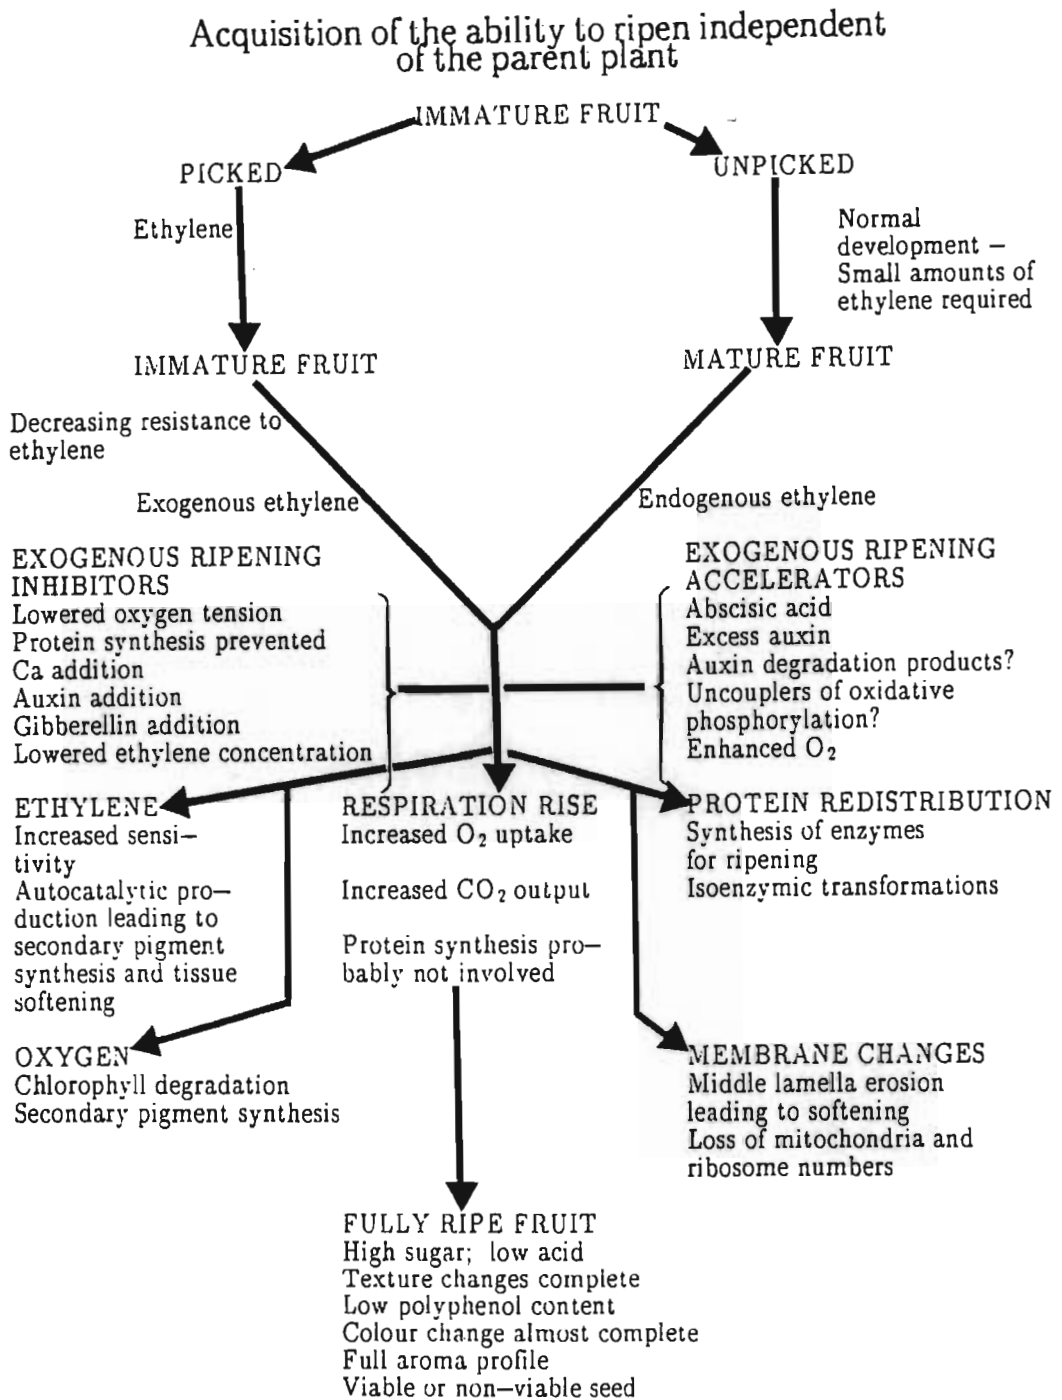 Acquisition of the ability to ripen independent
of the parent plant
IMMATURE FRUIT
PICKED
UNPICKED
Ethylene
Normal
development –
Small amounts of
ethylene required
IMMATURE FRUIT
MATURE FRUIT
Decreasing resistance to
ethylene
Exogenous ethylene
Endogenous ethylene
EXOGENOUS RIPENING
INHIBITORS
Lowered oxygen tension
Protein synthesis prevented
Ca addition
Auxin addition
Gibberellin addition
Lowered ethylene concentration
EXOGENOUS RIPENING
ACCELERATORS
Abscisic acid
Excess auxin
Auxin degradation products?
Uncouplers of oxidative
phosphorylation?
Enhanced O₂
ETHYLENE
Increased sensi–
tivity
Autocatalytic pro–
duction leading to
secondary pigment
synthesis and tissue
softening
RESPIRATION RISE
Increased O₂ uptake
Increased CO₂ output
Protein synthesis pro–
bably not involved
PROTEIN REDISTRIBUTION
Synthesis of enzymes
for ripening
Isoenzymic transformations
OXYGEN
Chlorophyll degradation
Secondary pigment synthesis
MEMBRANE CHANGES
Middle lamella erosion
leading to softening
Loss of mitochondria and
ribosome numbers
FULLY RIPE FRUIT
High sugar; low acid
Texture changes complete
Low polyphenol content
Colour change almost complete
Full aroma profile
Viable or non–viable seed